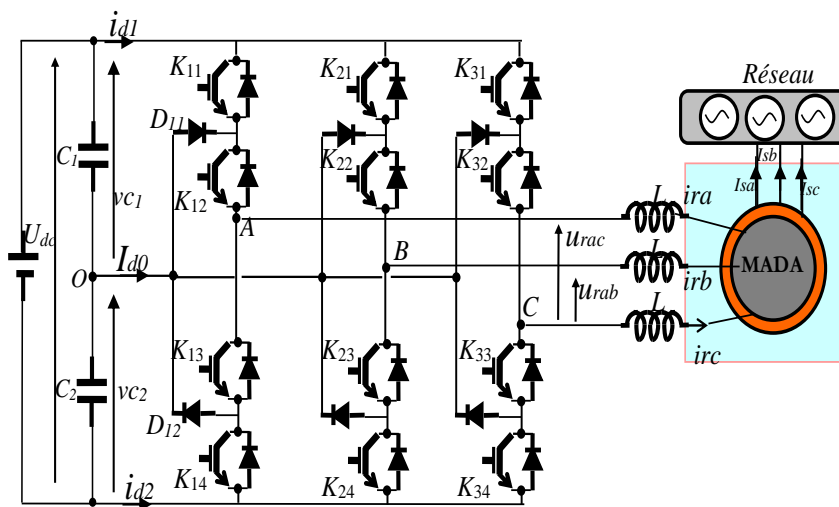 id1
K11
K21
K31
Réseau
D11
C1
vc1
K12
K22
K32
Isa
Isb
Isc
A
L
ira
Udc
Id0
O
B
L
irb
MADA
urac
urab
C
L
irc
K13
K23
K33
C2
vc2
D12
K14
K24
K34
id2